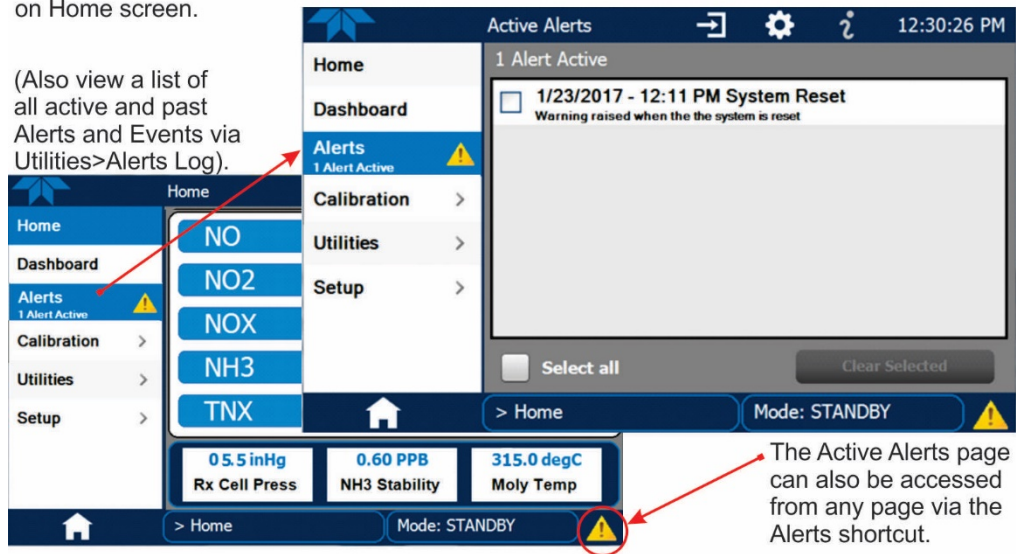 on Home screen.
(Also view a list of
all active and past
Alerts and Events via
Utilities>Alerts Log).
Active Alerts
12:30:26 PM
Home
Dashboard
Alerts
1 Alert Active
Calibration >
Utilities >
Setup >
1 Alert Active
1/23/2017 - 12:11 PM System Reset
Warning raised when the the system is reset
Select all
Clear Selected
> Home
Mode: STANDBY
Home
Home
Dashboard
Alerts
1 Alert Active
Calibration >
Utilities >
Setup >
NO
NO2
NOX
NH3
TNX
05.5 inHg
Rx Cell Press
0.60 PPB
NH3 Stability
315.0 degC
Moly Temp
> Home
Mode: STANDBY
The Active Alerts page
can also be accessed
from any page via the
Alerts shortcut.